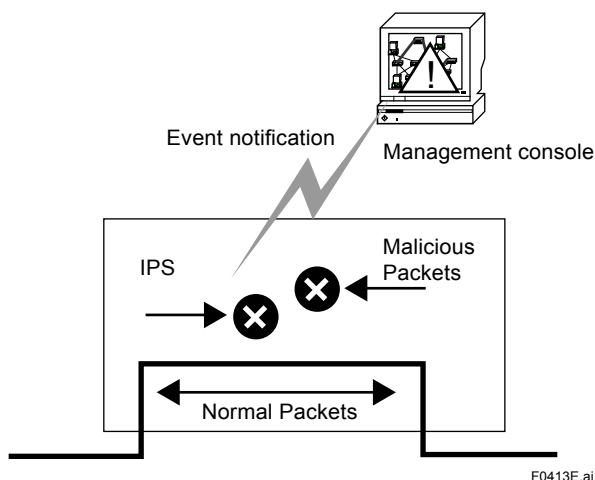 !
Event notification
Management console
IPS
Malicious
Packets
Normal Packets
F0413E.ai